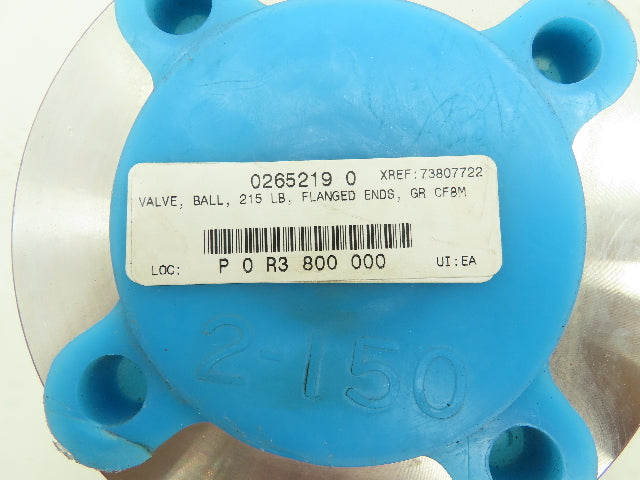 0265219 0 XREF:73807722
VALVE, BALL, 215 LB, FLANGED ENDS, GR CF8M
LOC: P 0 R3 800 000 UI:EA
2-150